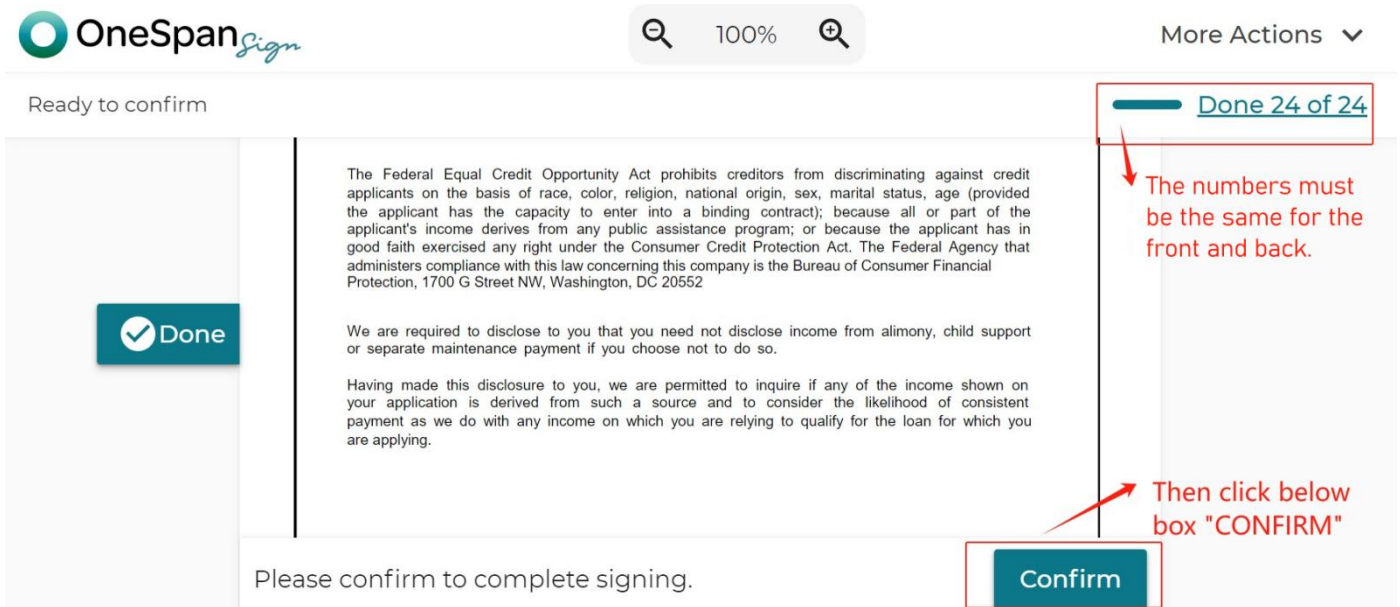 OneSpan Sign
100%
More Actions
Ready to confirm
Done 24 of 24
The Federal Equal Credit Opportunity Act prohibits creditors from discriminating against credit
applicants on the basis of race, color, religion, national origin, sex, marital status, age (provided
the applicant has the capacity to enter into a binding contract); because all or part of the
applicant's income derives from any public assistance program; or because the applicant has in
good faith exercised any right under the Consumer Credit Protection Act. The Federal Agency that
administers compliance with this law concerning this company is the Bureau of Consumer Financial
Protection, 1700 G Street NW, Washington, DC 20552
The numbers must
be the same for the
front and back.
Done
We are required to disclose to you that you need not disclose income from alimony, child support
or separate maintenance payment if you choose not to do so.
Having made this disclosure to you, we are permitted to inquire if any of the income shown on
your application is derived from such a source and to consider the likelihood of consistent
payment as we do with any income on which you are relying to qualify for the loan for which you
are applying.
Then click below
box "CONFIRM"
Please confirm to complete signing.
Confirm